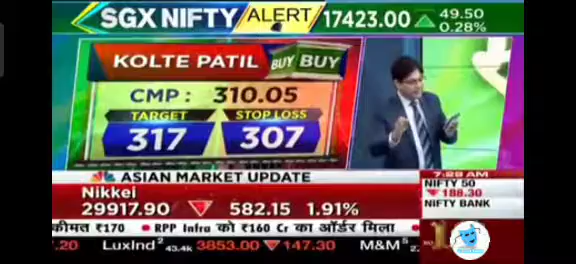 SGX NIFTY ALERT 17423.00 49.50
0.28%
KOLTE PATIL BUY BUY
CMP : 310.05
TARGET STOP LOSS
317 307
ASIAN MARKET UPDATE
Nikkei
29917.90 582.15 1.91%
7:29 AM
NIFTY 50
188.30
NIFTY BANK
कीमत ₹170 RPP Infra को ₹160 Cr का ऑर्डर मिला
.20 LuxInd 43.4k 3853.00 147.30 M&M